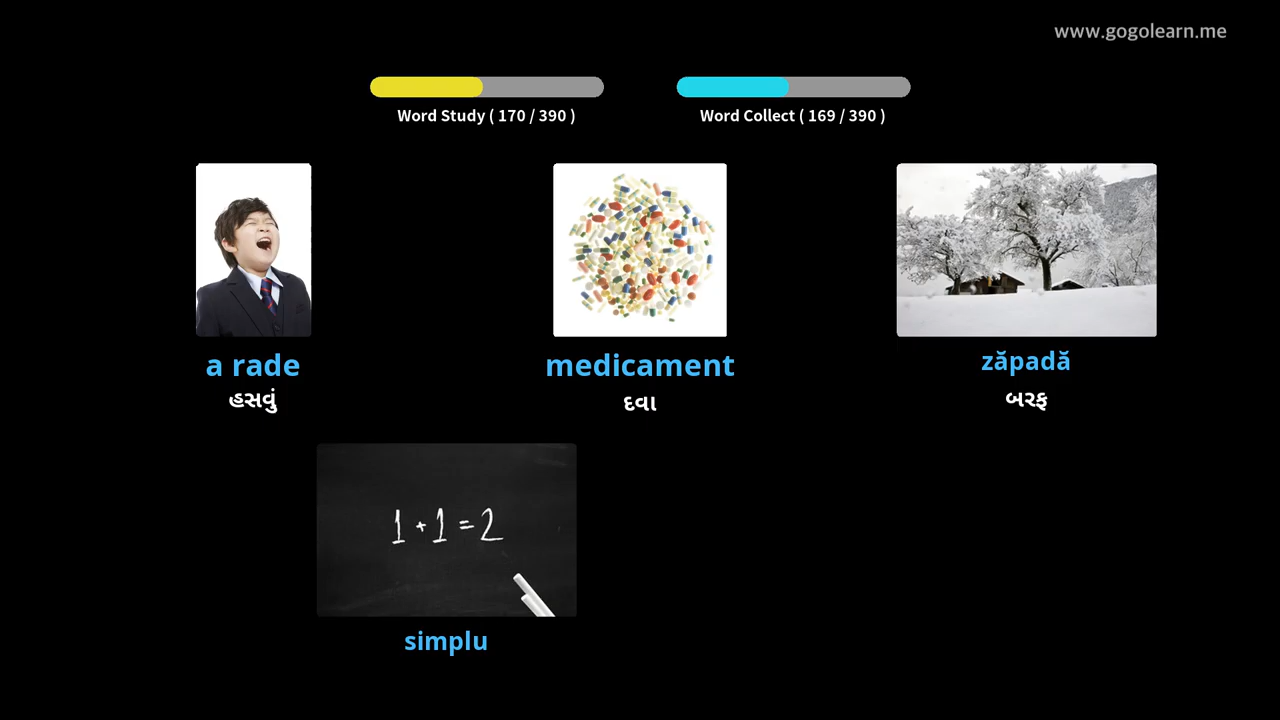 www.gogolearn.me
Word Study ( 170 / 390 )
Word Collect ( 169 / 390 )
a rade
હસવું
medicament
દવા
zăpadă
બરફ
1 + 1 = 2
simplu